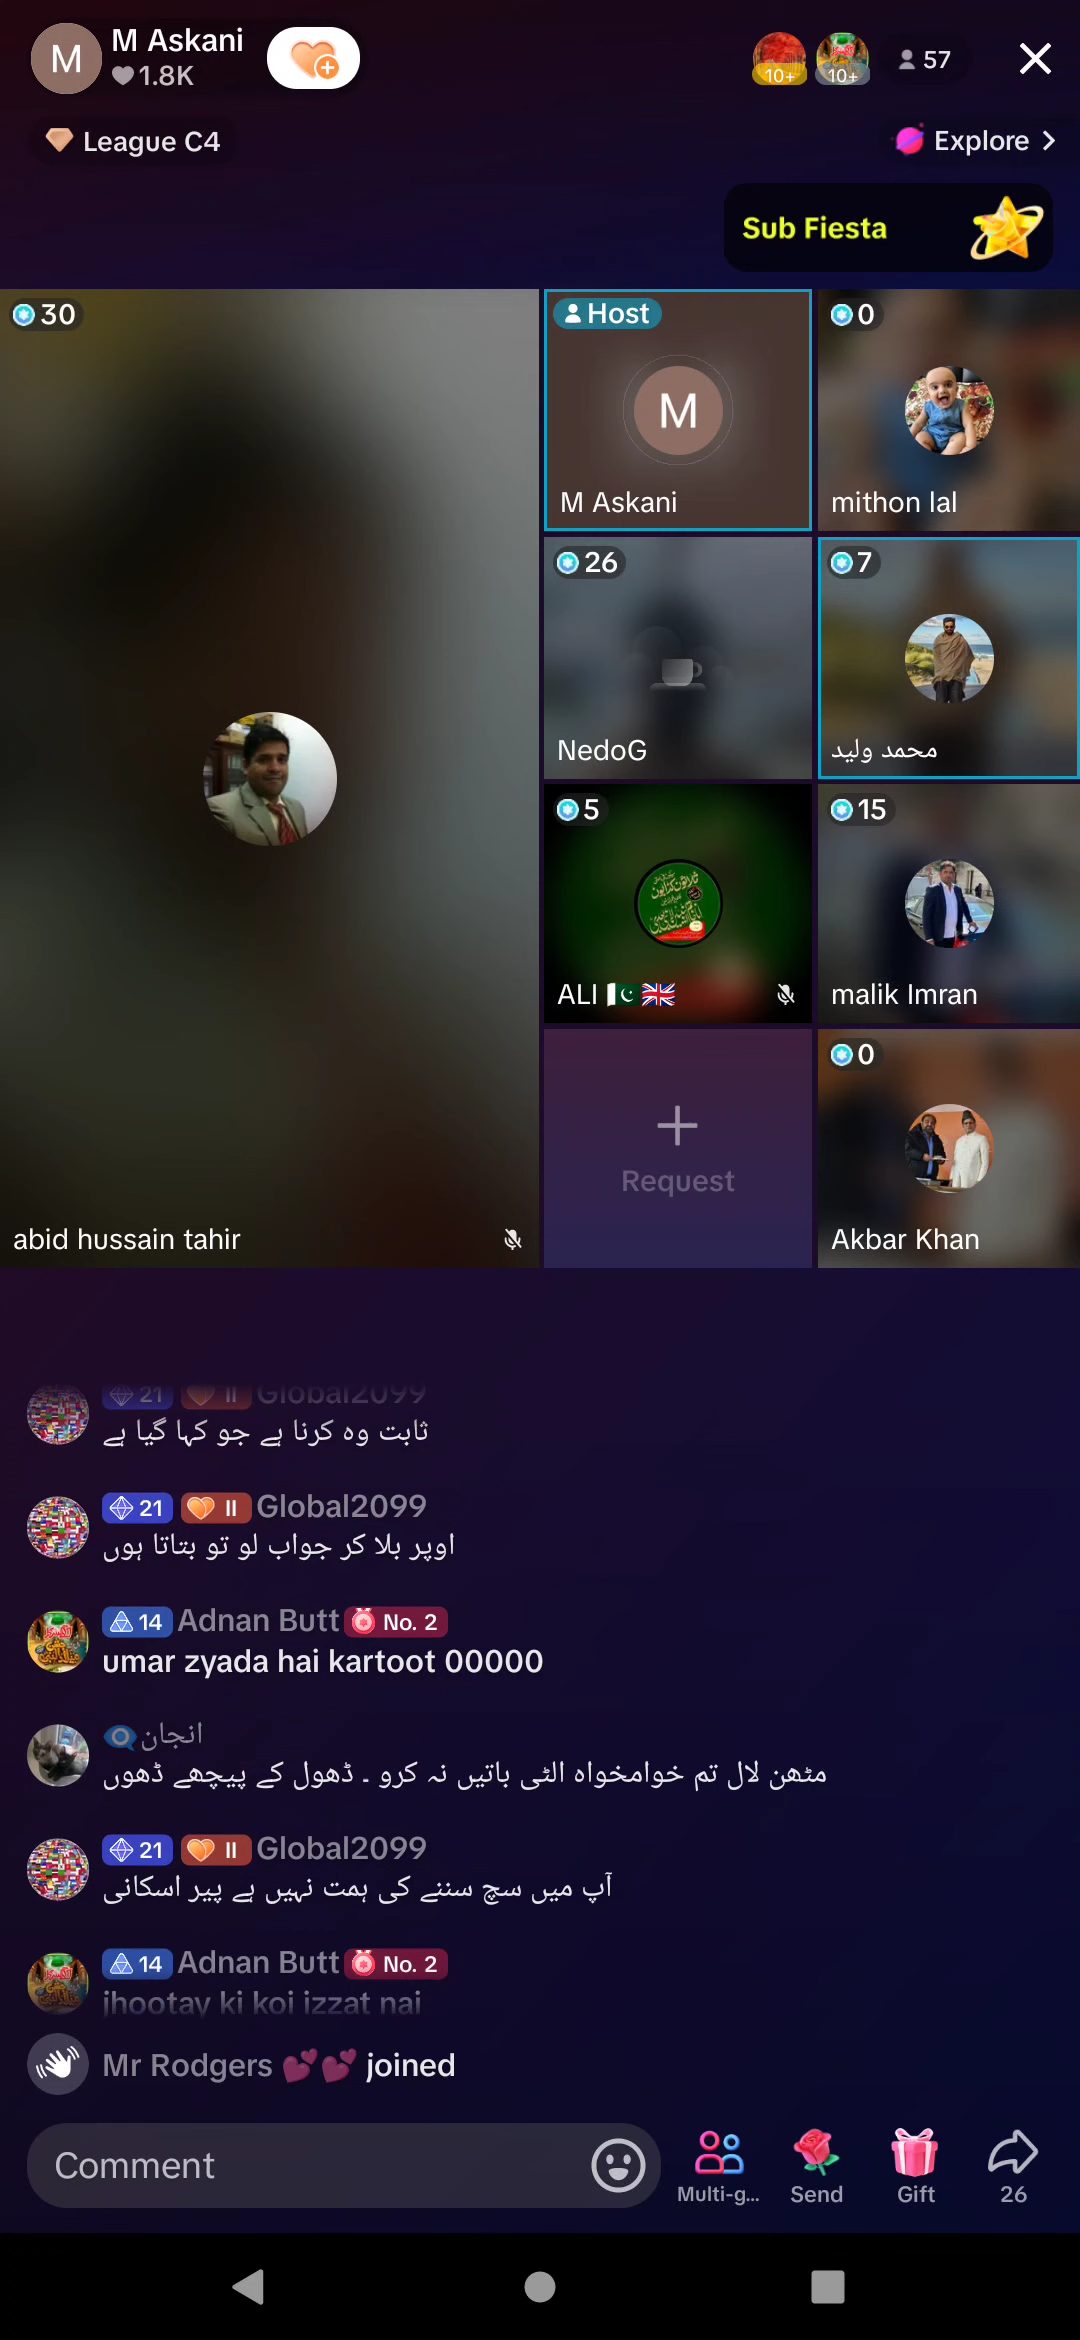 M Askani
1.8K
10+
10+
57
League C4
Explore
Sub Fiesta
30
Host
M
M Askani
0
mithon lal
26
NedoG
7
محمد ولید
5
ALI
15
malik Imran
Request
0
Akbar Khan
abid hussain tahir
21 II Global2099
ثابت وہ کرنا ہے جو کہا گیا ہے
21 II Global2099
اوپر بلا کر جواب لو تو بتاتا ہوں
14 Adnan Butt No. 2
umar zyada hai kartoot 00000
انجان
مٹھن لال تم خوامخواہ الٹی باتیں نہ کرو ۔ ڈھول کے پیچھے ڈھوں
21 II Global2099
آپ میں سچ سننے کی ہمت نہیں ہے پیر اسکانی
14 Adnan Butt No. 2
jhootay ki koi izzat nai
Mr Rodgers 💕💕 joined
Comment
Multi-g...
Send
Gift
26